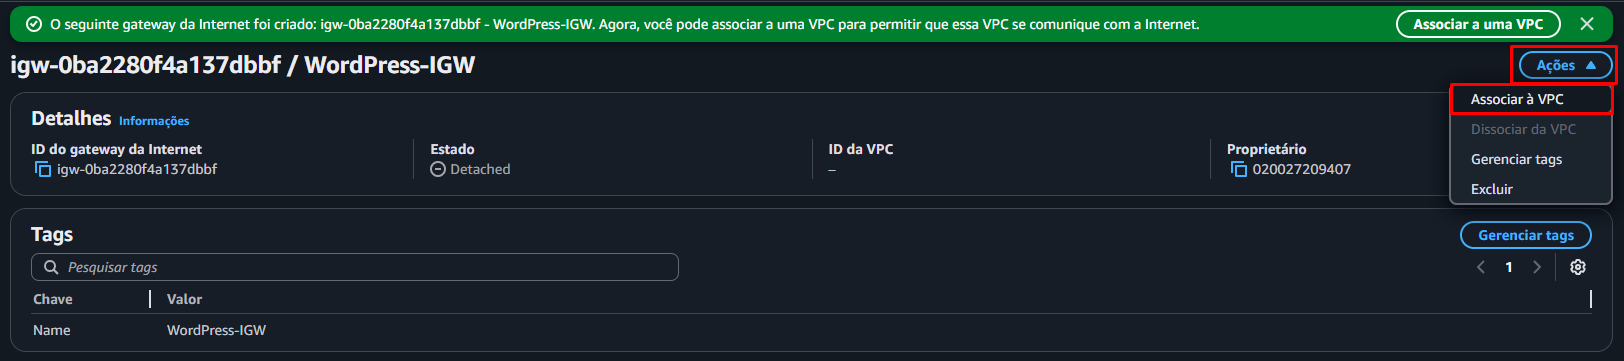 O seguinte gateway da Internet foi criado: igw-0ba2280f4a137dbbf - WordPress-IGW. Agora, você pode associar a uma VPC para permitir que essa VPC se comunique com a Internet.
Associar a uma VPC
igw-0ba2280f4a137dbbf / WordPress-IGW
Ações
Associar à VPC
Dissociar da VPC
Gerenciar tags
Excluir
Detalhes Informações
ID do gateway da Internet
igw-0ba2280f4a137dbbf
Estado
Detached
ID da VPC
–
Proprietário
020027209407
Tags
Gerenciar tags
Pesquisar tags
1
Chave Valor
Name WordPress-IGW